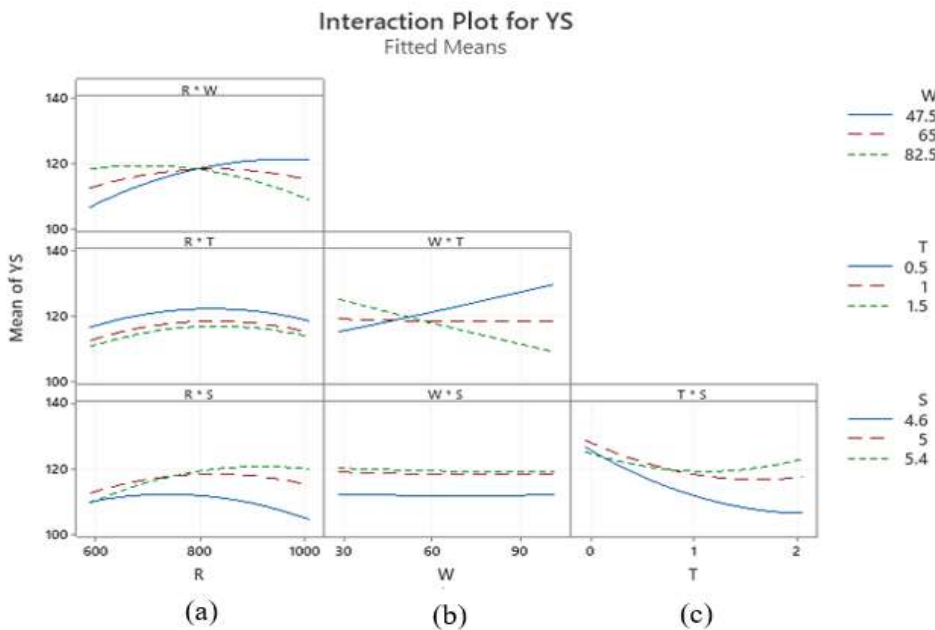 Interaction Plot for YS
Fitted Means
R * W
140
120
100
W
47.5
65
82.5
R * T
W * T
140
120
100
T
0.5
1
1.5
Mean of YS
R * S
W * S
T * S
140
120
100
S
4.6
5
5.4
600 800 1000 30 60 90 0 1 2
R W T
(a) (b) (c)